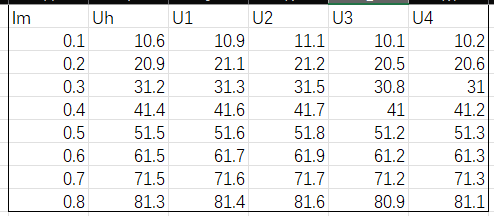 Im Uh U1 U2 U3 U4
0.1 10.6 10.9 11.1 10.1 10.2
0.2 20.9 21.1 21.2 20.5 20.6
0.3 31.2 31.3 31.5 30.8 31
0.4 41.4 41.6 41.7 41 41.2
0.5 51.5 51.6 51.8 51.2 51.3
0.6 61.5 61.7 61.9 61.2 61.3
0.7 71.5 71.6 71.7 71.2 71.3
0.8 81.3 81.4 81.6 80.9 81.1